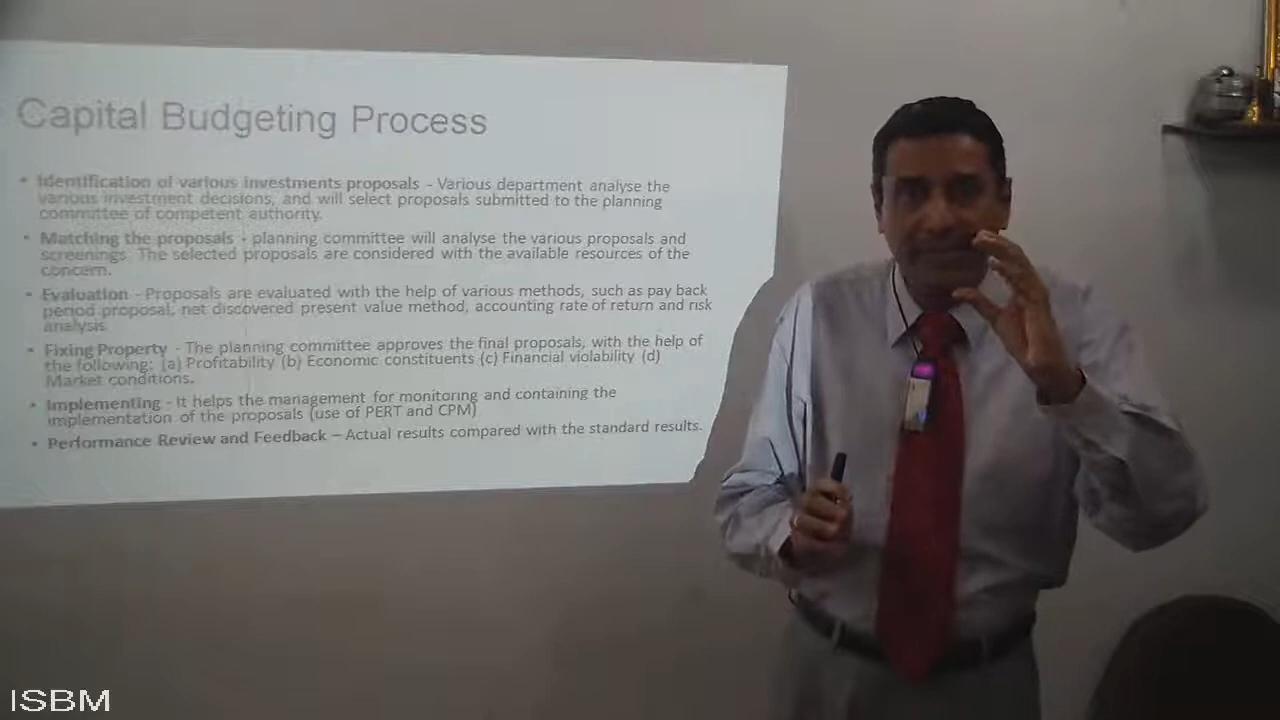 Capital Budgeting Process
• Identification of various investments proposals - Various department analyse the
various investment decisions, and will select proposals submitted to the planning
committee of competent authority.
• Matching the proposals - planning committee will analyse the various proposals and
screenings. The selected proposals are considered with the available resources of the
concern.
• Evaluation - Proposals are evaluated with the help of various methods, such as pay back
period proposal, net discovered present value method, accounting rate of return and risk
analysis.
• Fixing Property - The planning committee approves the final proposals, with the help of
the following: (a) Profitability (b) Economic constituents (c) Financial violability (d)
Market conditions.
• Implementing - It helps the management for monitoring and containing the
implementation of the proposals (use of PERT and CPM)
• Performance Review and Feedback – Actual results compared with the standard results.
ISBM